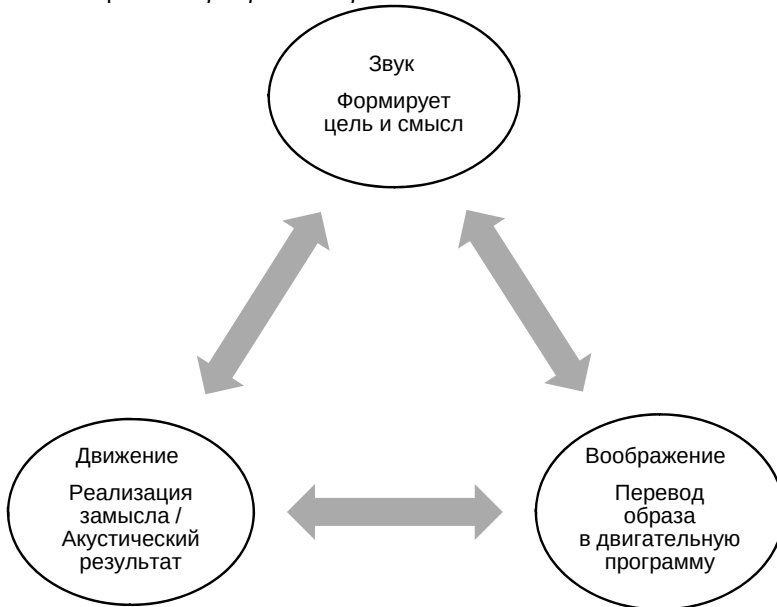 Звук
Формирует
цель и смысл
Движение
Реализация
замысла /
Акустический
результат
Воображение
Перевод
образа
в двигательную
программу